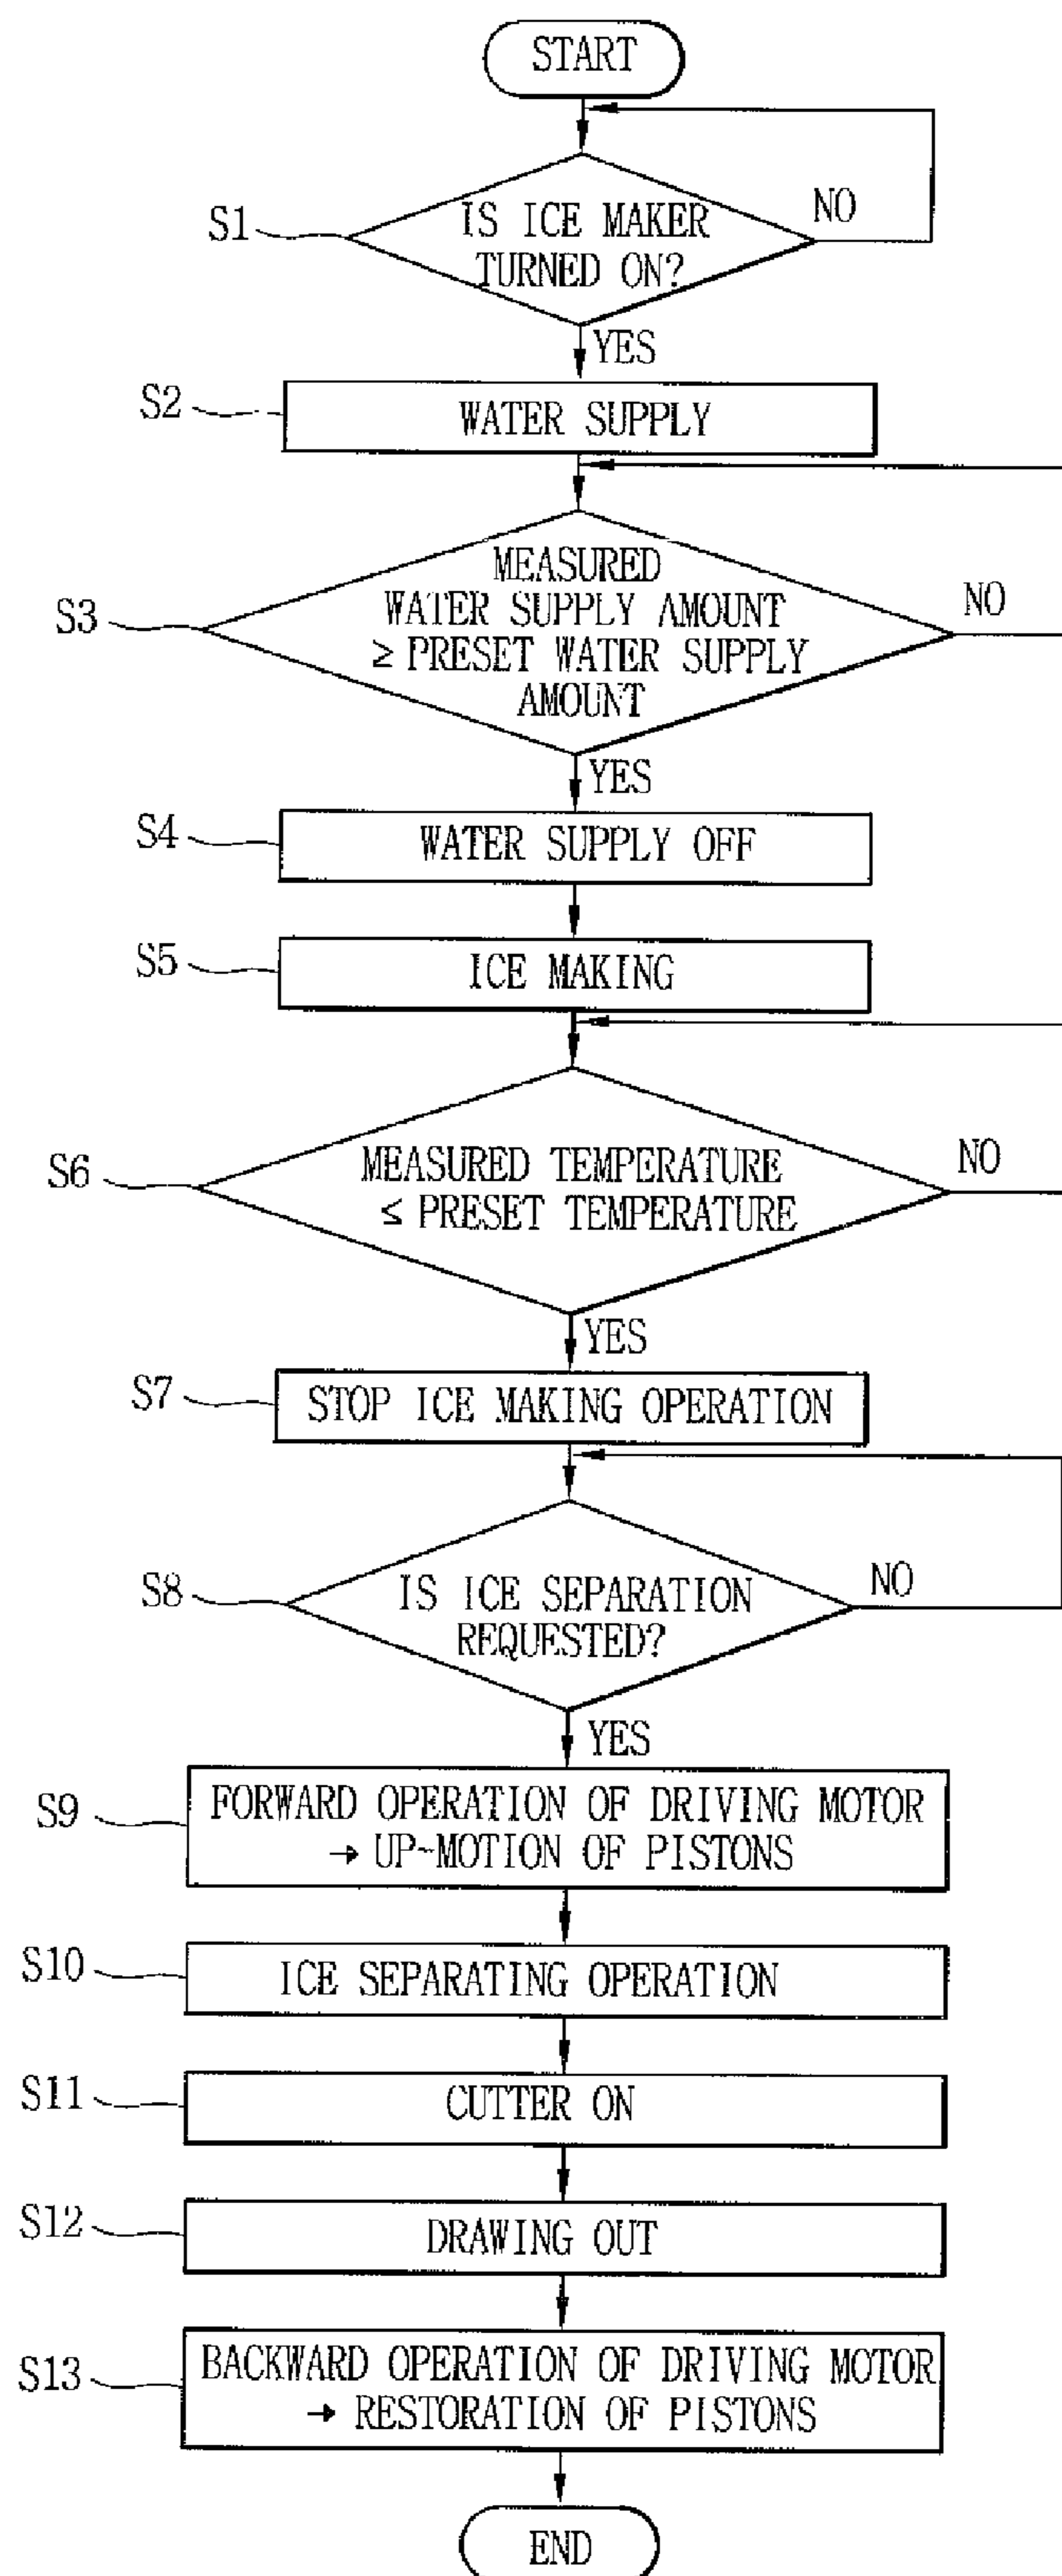 START
S1
IS ICE MAKER
TURNED ON?
NO
YES
S2
WATER SUPPLY
S3
MEASURED
WATER SUPPLY AMOUNT
≥ PRESET WATER SUPPLY
AMOUNT
NO
YES
S4
WATER SUPPLY OFF
S5
ICE MAKING
S6
MEASURED TEMPERATURE
≤ PRESET TEMPERATURE
NO
YES
S7
STOP ICE MAKING OPERATION
S8
IS ICE SEPARATION
REQUESTED?
NO
YES
S9
FORWARD OPERATION OF DRIVING MOTOR
→ UP-MOTION OF PISTONS
S10
ICE SEPARATING OPERATION
S11
CUTTER ON
S12
DRAWING OUT
S13
BACKWARD OPERATION OF DRIVING MOTOR
→ RESTORATION OF PISTONS
END